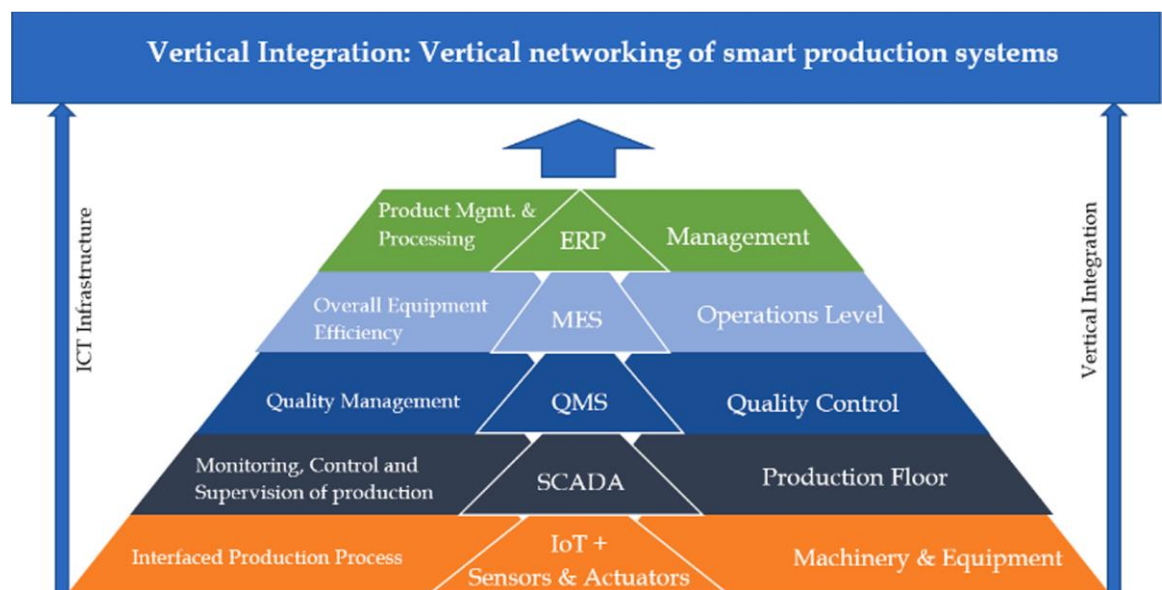 Vertical Integration: Vertical networking of smart production systems
ICT Infrastructure
Vertical Integration
Product Mgmt. &
Processing
ERP
Management
Overall Equipment
Efficiency
MES
Operations Level
Quality Management
QMS
Quality Control
Monitoring, Control and
Supervision of production
SCADA
Production Floor
Interfaced Production Process
IoT +
Sensors & Actuators
Machinery & Equipment